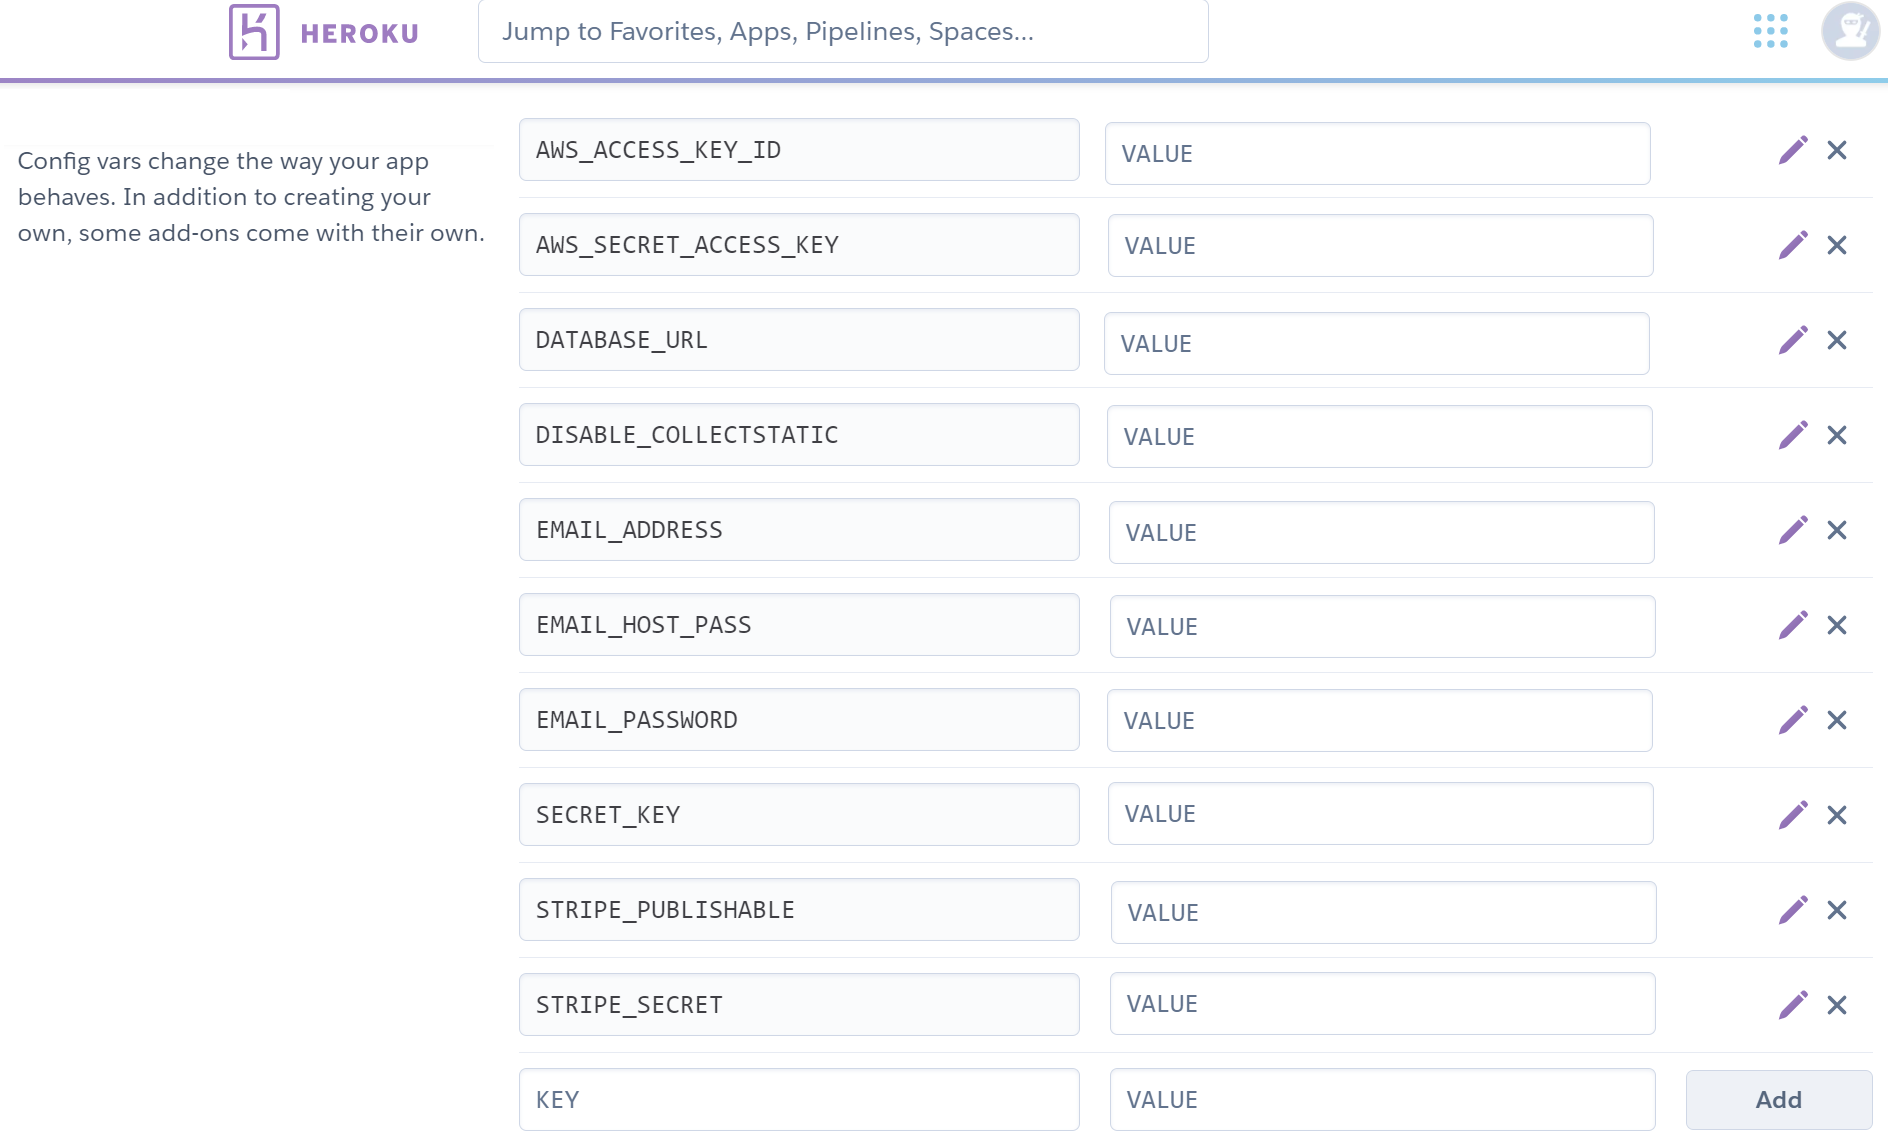 HEROKU
Jump to Favorites, Apps, Pipelines, Spaces...
Config vars change the way your app
behaves. In addition to creating your
own, some add-ons come with their own.
AWS_ACCESS_KEY_ID VALUE
AWS_SECRET_ACCESS_KEY VALUE
DATABASE_URL VALUE
DISABLE_COLLECTSTATIC VALUE
EMAIL_ADDRESS VALUE
EMAIL_HOST_PASS VALUE
EMAIL_PASSWORD VALUE
SECRET_KEY VALUE
STRIPE_PUBLISHABLE VALUE
STRIPE_SECRET VALUE
KEY VALUE Add